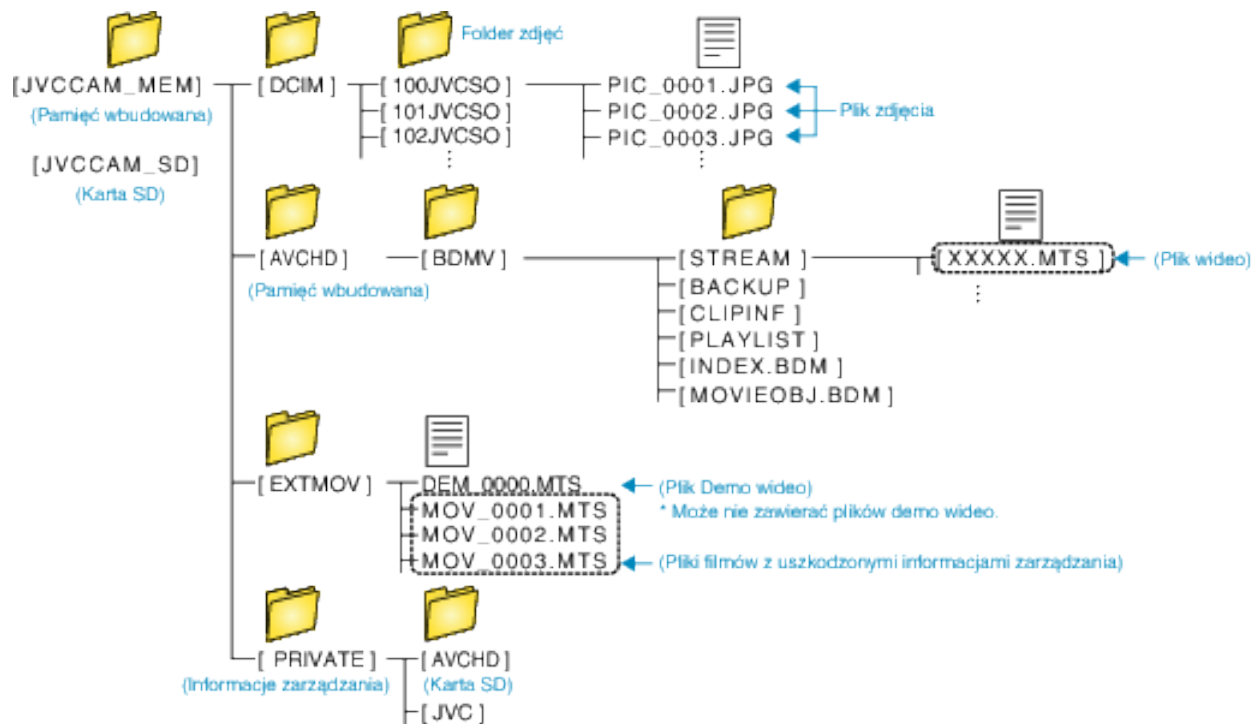 Folder zdjęć
[JVCCAM_MEM]
(Pamięć wbudowana)
[JVCCAM_SD]
(Karta SD)
[DCIM]
[100JVCSO]
[101JVCSO]
[102JVCSO]
⋮
PIC_0001.JPG
PIC_0002.JPG
PIC_0003.JPG
⋮
Plik zdjęcia
[AVCHD]
(Pamięć wbudowana)
[BDMV]
[STREAM]
[BACKUP]
[CLIPINF]
[PLAYLIST]
[INDEX.BDM]
[MOVIEOBJ.BDM]
[XXXXX.MTS]
⋮
(Plik wideo)
[EXTMOV]
DEM_0000.MTS
(Plik Demo wideo)
* Może nie zawierać plików demo wideo.
MOV_0001.MTS
MOV_0002.MTS
MOV_0003.MTS
(Pliki filmów z uszkodzonymi informacjami zarządzania)
[PRIVATE]
(Informacje zarządzania)
[AVCHD]
(Karta SD)
[JVC]